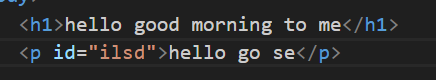 <h1>hello good morning to me</h1>
<p id="ilsd">hello go se</p>